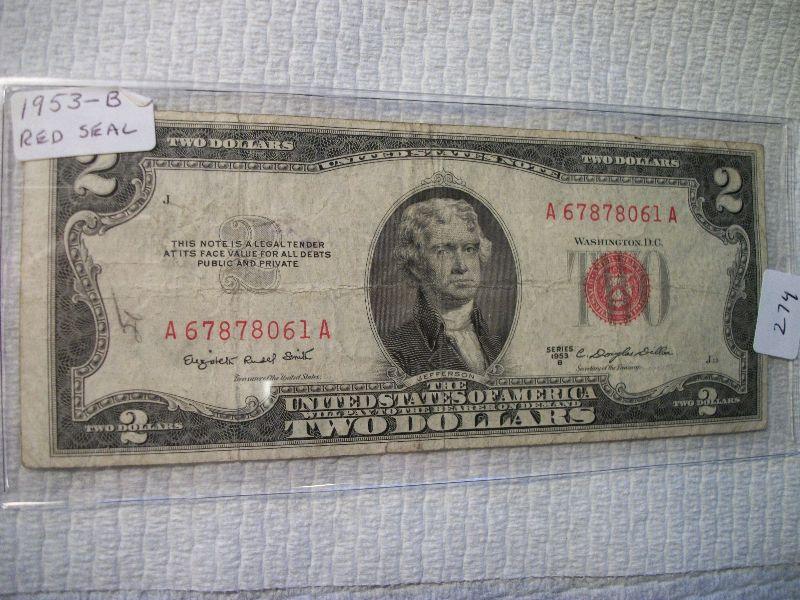 1953-B
RED SEAL
TWO DOLLARS
UNITED STATES NOTE
TWO DOLLARS
2
2
J
A 67878061 A
THIS NOTE IS A LEGAL TENDER
AT ITS FACE VALUE FOR ALL DEBTS
PUBLIC AND PRIVATE
2
WASHINGTON, D.C.
TWO
274
A 67878061 A
Elizabeth Rudel Smith
Treasurer of the United States.
JEFFERSON
SERIES
1953
B
C. Douglas Dillon
Secretary of the Treasury.
J
THE
UNITED STATES OF AMERICA
WILL PAY TO THE BEARER ON DEMAND
TWO DOLLARS
2
TWO DOLLARS
2
TWO DOLLARS